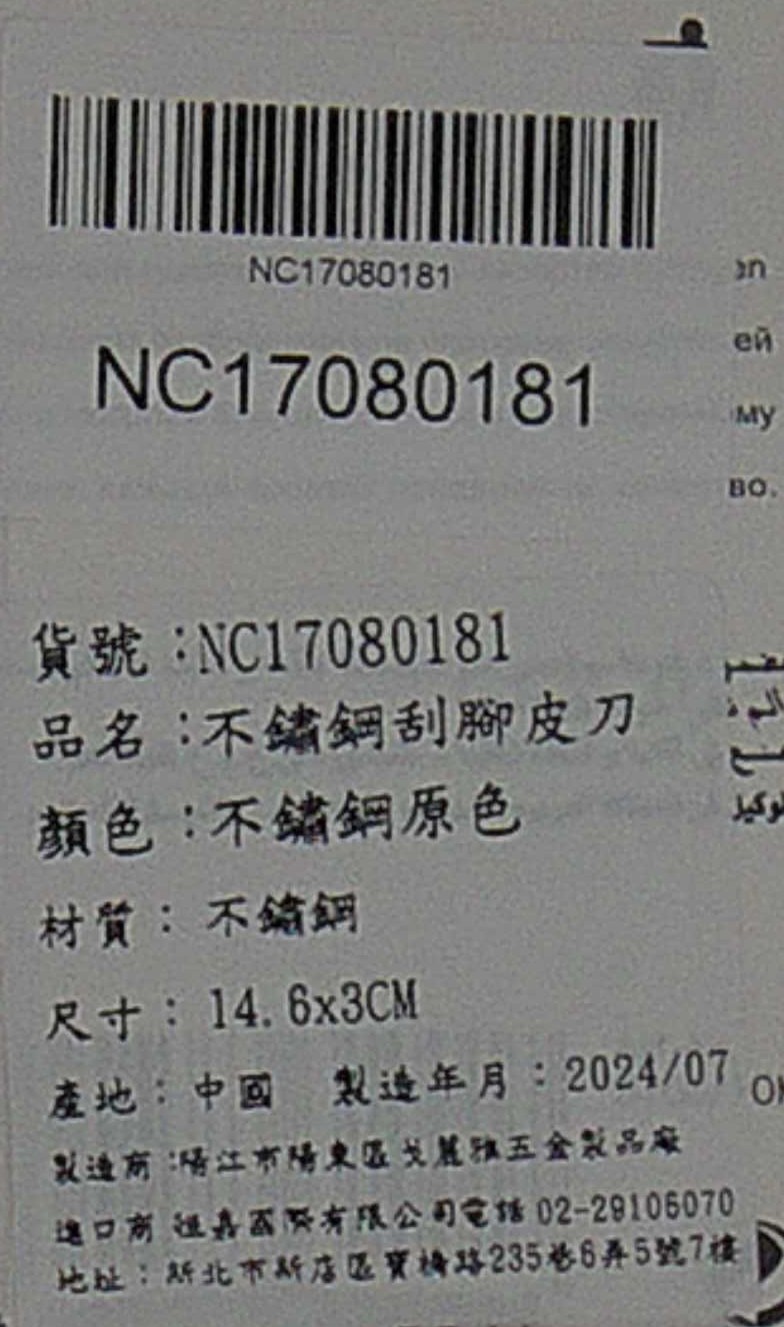 NC17080181
NC17080181
貨號:NC17080181
品名:不鏽鋼刮腳皮刀
顏色:不鏽鋼原色
材質: 不鏽鋼
尺寸: 14.6x3CM
產地:中國 製造年月:2024/07
製造商:陽江市陽東區戈麗雅五金製品廠
進口商 嘉國際有限公司電話 02-29106070
地址:新北市新店區寶橋路235巷6弄5號7樓
ей
му
во.